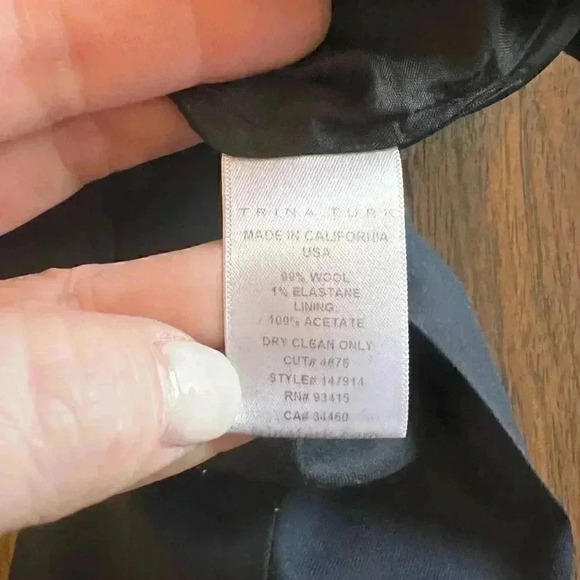 TRINA TURK
MADE IN CALIFORNIA
USA
99% WOOL
1% ELASTANE
LINING:
100% ACETATE
DRY CLEAN ONLY
CUT# 4676
STYLE# 147914
RN# 93415
CA# 34460